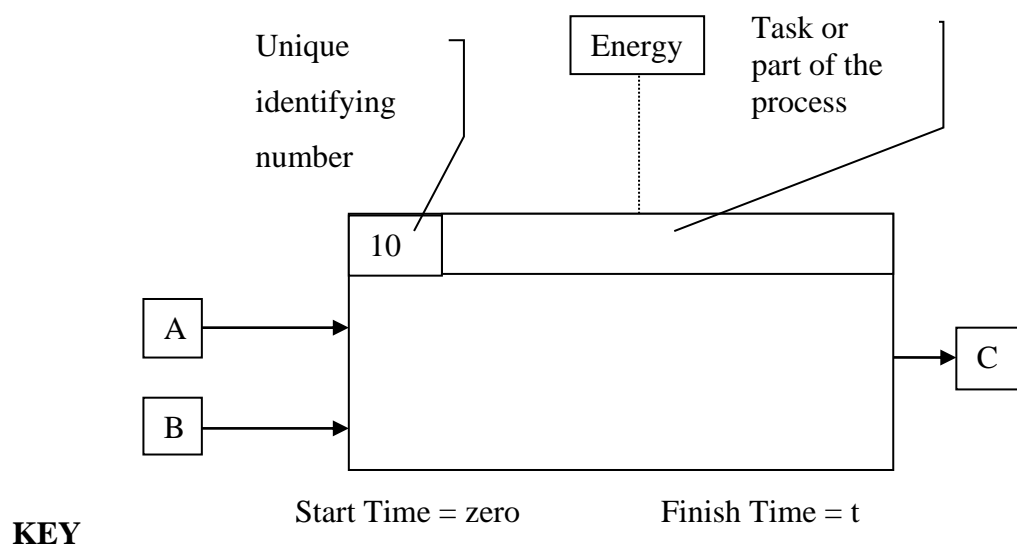 Unique
identifying
number
Energy
Task or
part of the
process
10
A
B
C
Start Time = zero
Finish Time = t
KEY